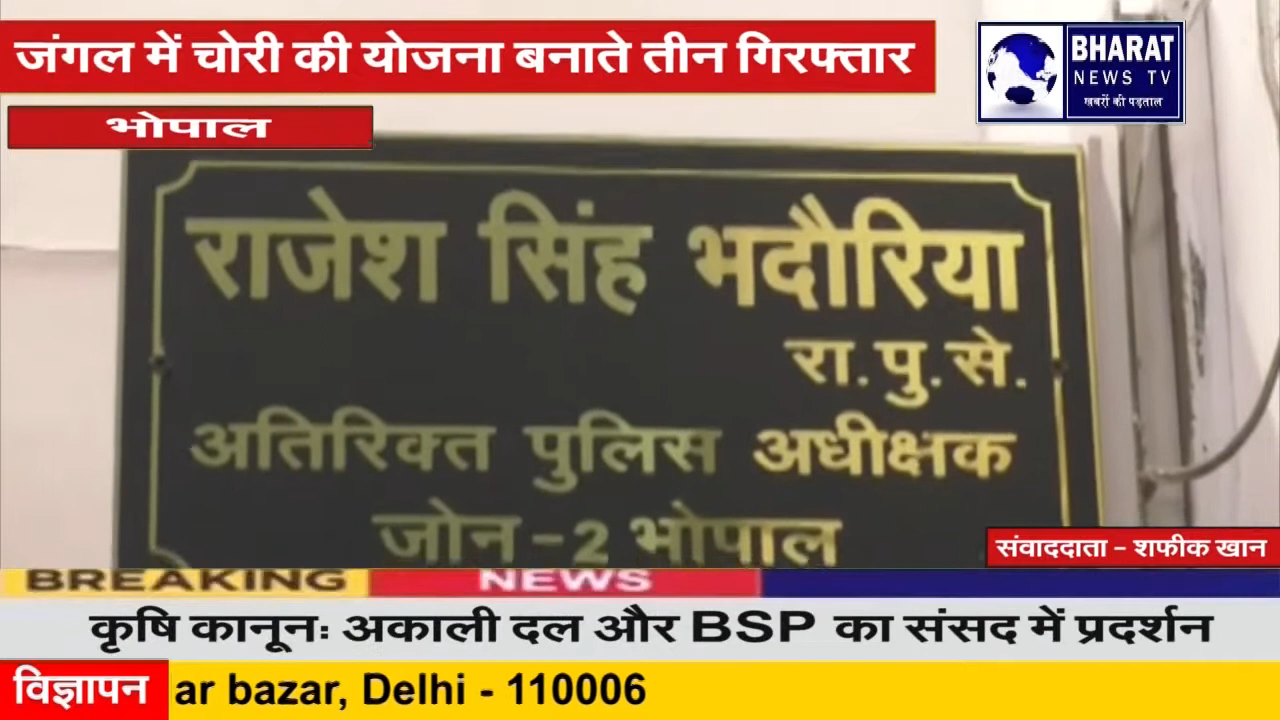 जंगल में चोरी की योजना बनाते तीन गिरफ्तार
BHARAT
NEWS TV
खबरों की पड़ताल
भोपाल
राजेश सिंह भदौरिया
रा.पु.से.
अतिरिक्त पुलिस अधीक्षक
जोन-2 भोपाल
संवाददाता - शफीक खान
BREAKING NEWS
कृषि कानूनः अकाली दल और BSP का संसद में प्रदर्शन
विज्ञापन ar bazar, Delhi - 110006